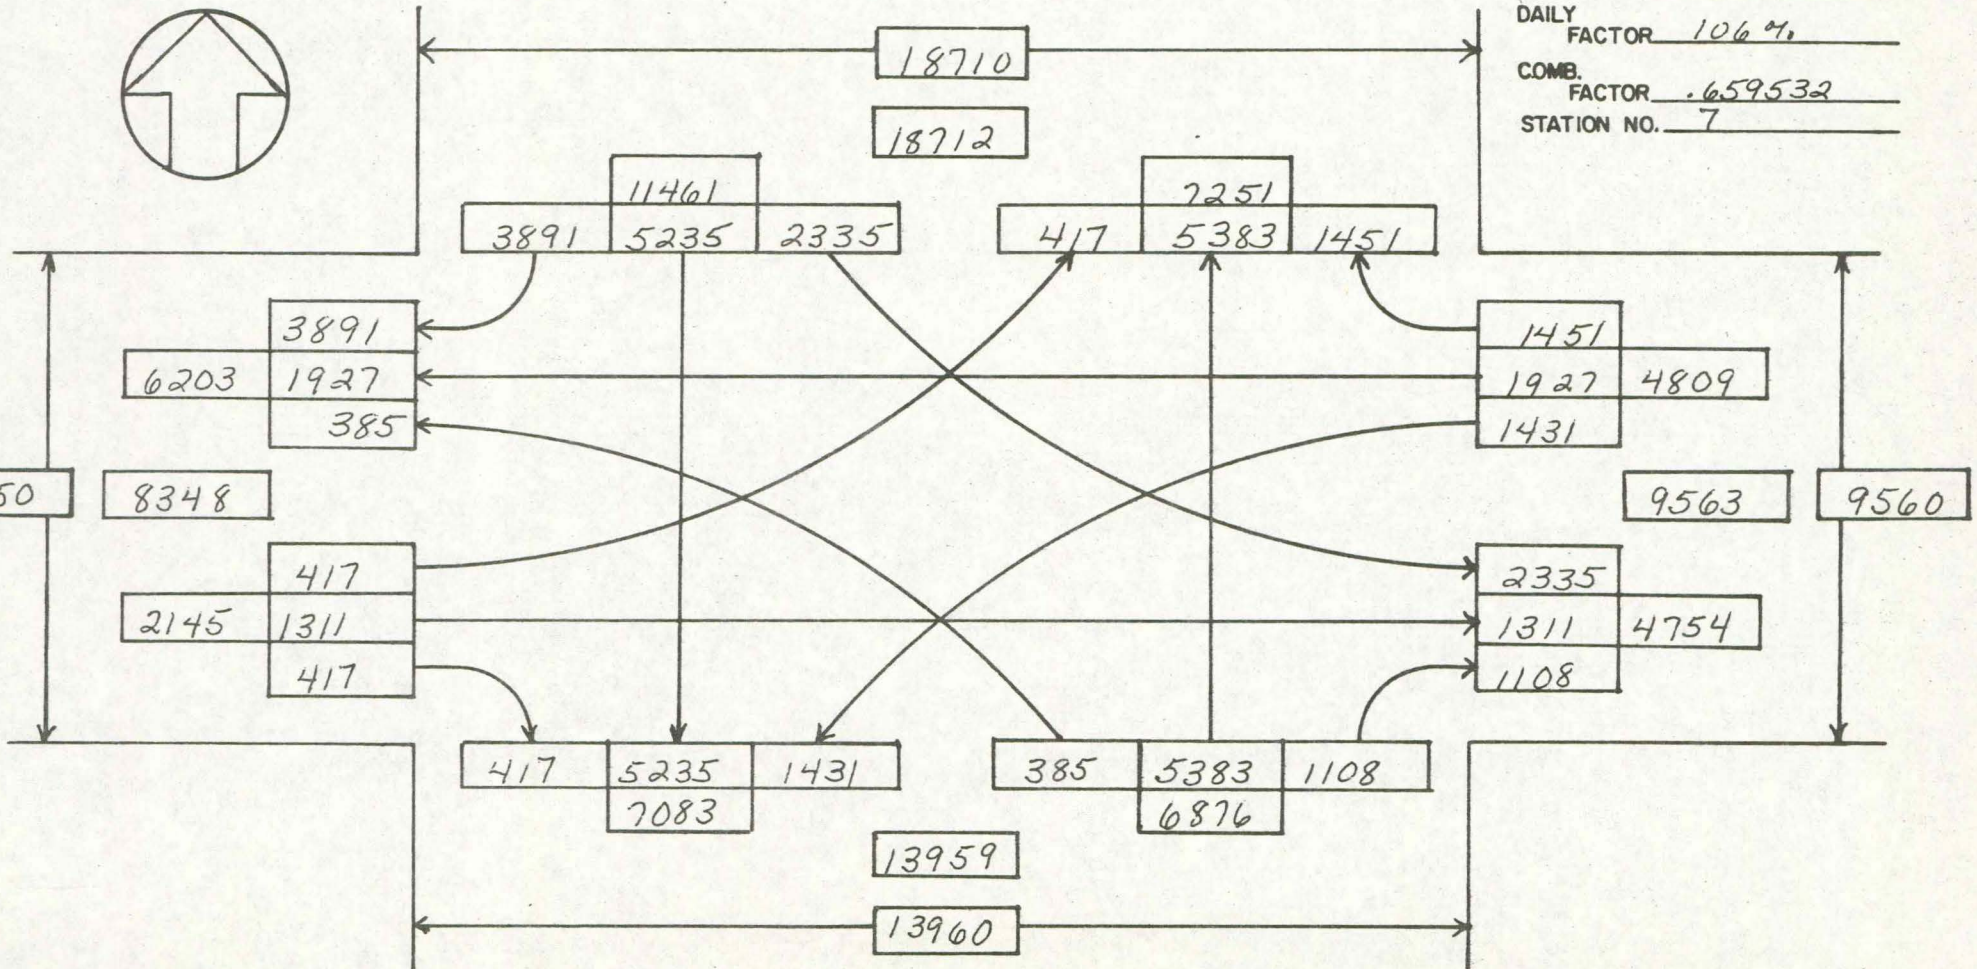 DAILY
FACTOR 106 %
18710
COMB.
FACTOR .659532
18712
STATION NO. 7
11461
7251
3891 5235 2335
417 5383 1451
3891
1451
6203 1927
1927 4809
385
1431
50 8348
9563 9560
417
2335
2145 1311
1311 4754
417
1108
417 5235 1431
385 5383 1108
7083
6876
13959
13960